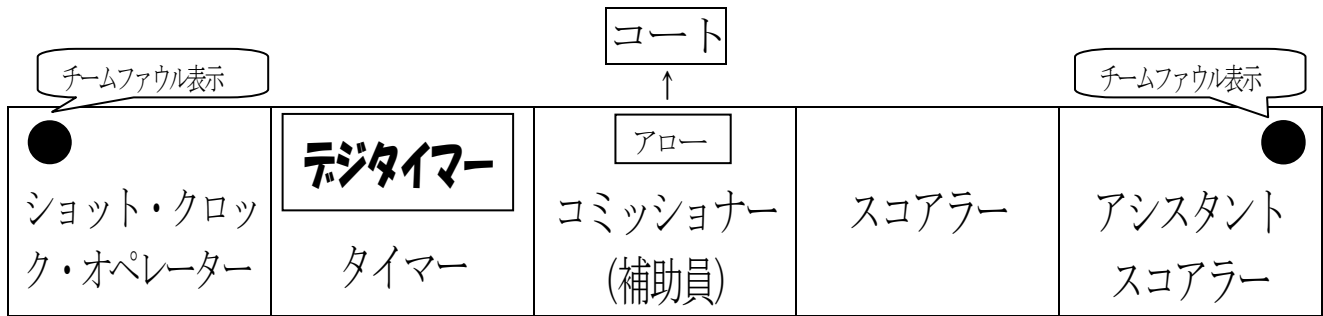 コート
チームファウル表示
↑
チームファウル表示
デジタイマー
アロー
ショット・クロッ
ク・オペレーター
タイマー
コミッショナー
(補助員)
スコアラー
アシスタント
スコアラー